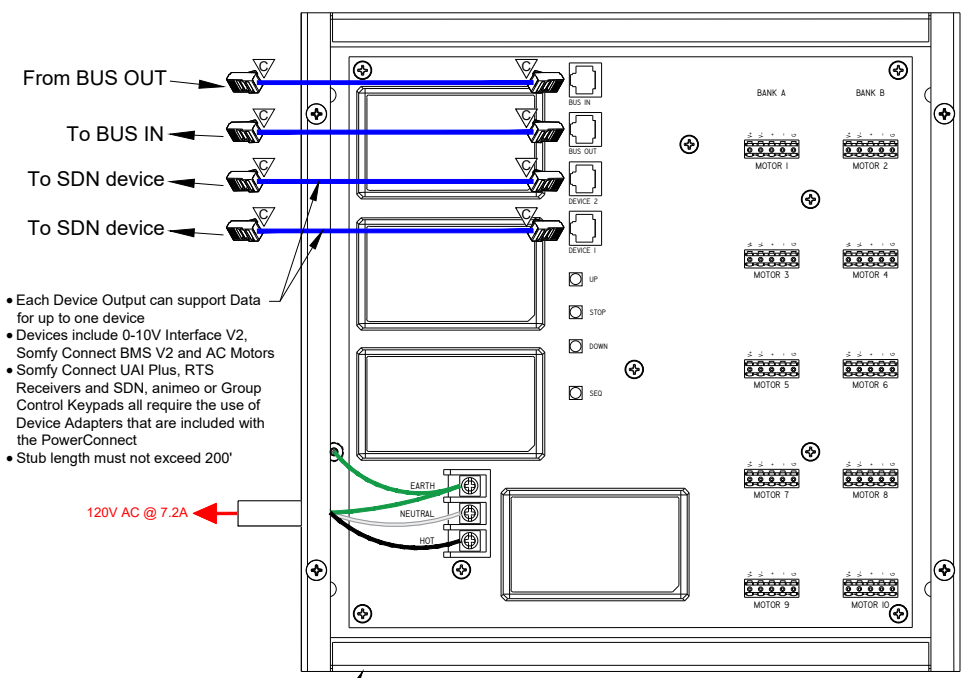 From BUS OUT
C
C
BUS IN
BANK A
BANK B
To BUS IN
C
C
BUS OUT
V+ V- + - G
MOTOR 1
V+ V- + - G
MOTOR 2
To SDN device
C
C
DEVICE 2
To SDN device
C
C
DEVICE 1
V+ V- + - G
MOTOR 3
V+ V- + - G
MOTOR 4
UP
STOP
DOWN
SEQ
• Each Device Output can support Data
for up to one device
• Devices include 0-10V Interface V2,
Somfy Connect BMS V2 and AC Motors
• Somfy Connect UAI Plus, RTS
Receivers and SDN, animeo or Group
Control Keypads all require the use of
Device Adapters that are included with
the PowerConnect
• Stub length must not exceed 200'
V+ V- + - G
MOTOR 5
V+ V- + - G
MOTOR 6
EARTH
NEUTRAL
HOT
120V AC @ 7.2A
V+ V- + - G
MOTOR 7
V+ V- + - G
MOTOR 8
V+ V- + - G
MOTOR 9
V+ V- + - G
MOTOR 10